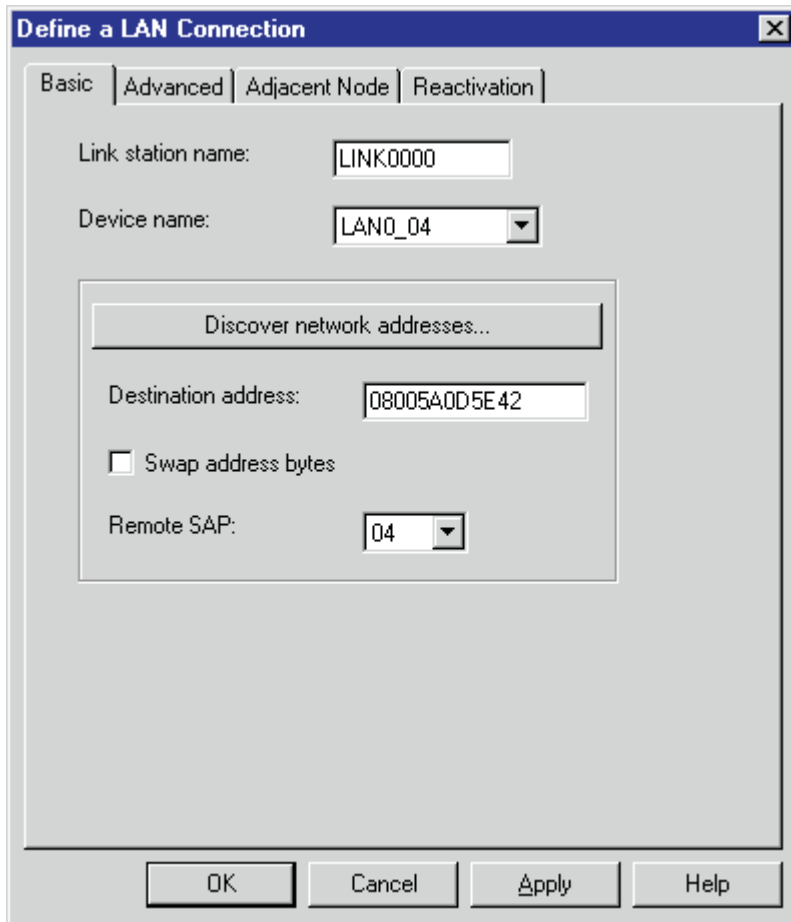 Define a LAN Connection
Basic Advanced Adjacent Node Reactivation
Link station name: LINK0000
Device name: LAN0_04
Discover network addresses...
Destination address: 08005A0D5E42
Swap address bytes
Remote SAP: 04
OK Cancel Apply Help